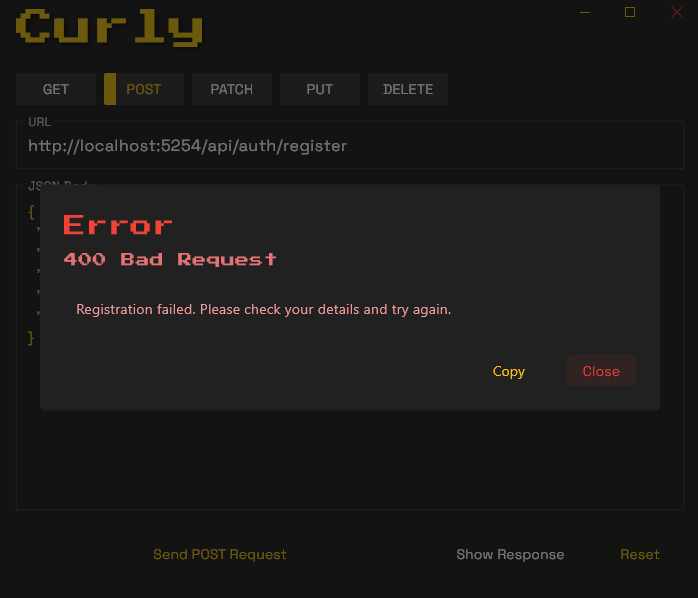 Curly
GET POST PATCH PUT DELETE
URL
http://localhost:5254/api/auth/register
JSON Body
{
Error
400 Bad Request
Registration failed. Please check your details and try again.
}
Copy Close
Send POST Request Show Response Reset